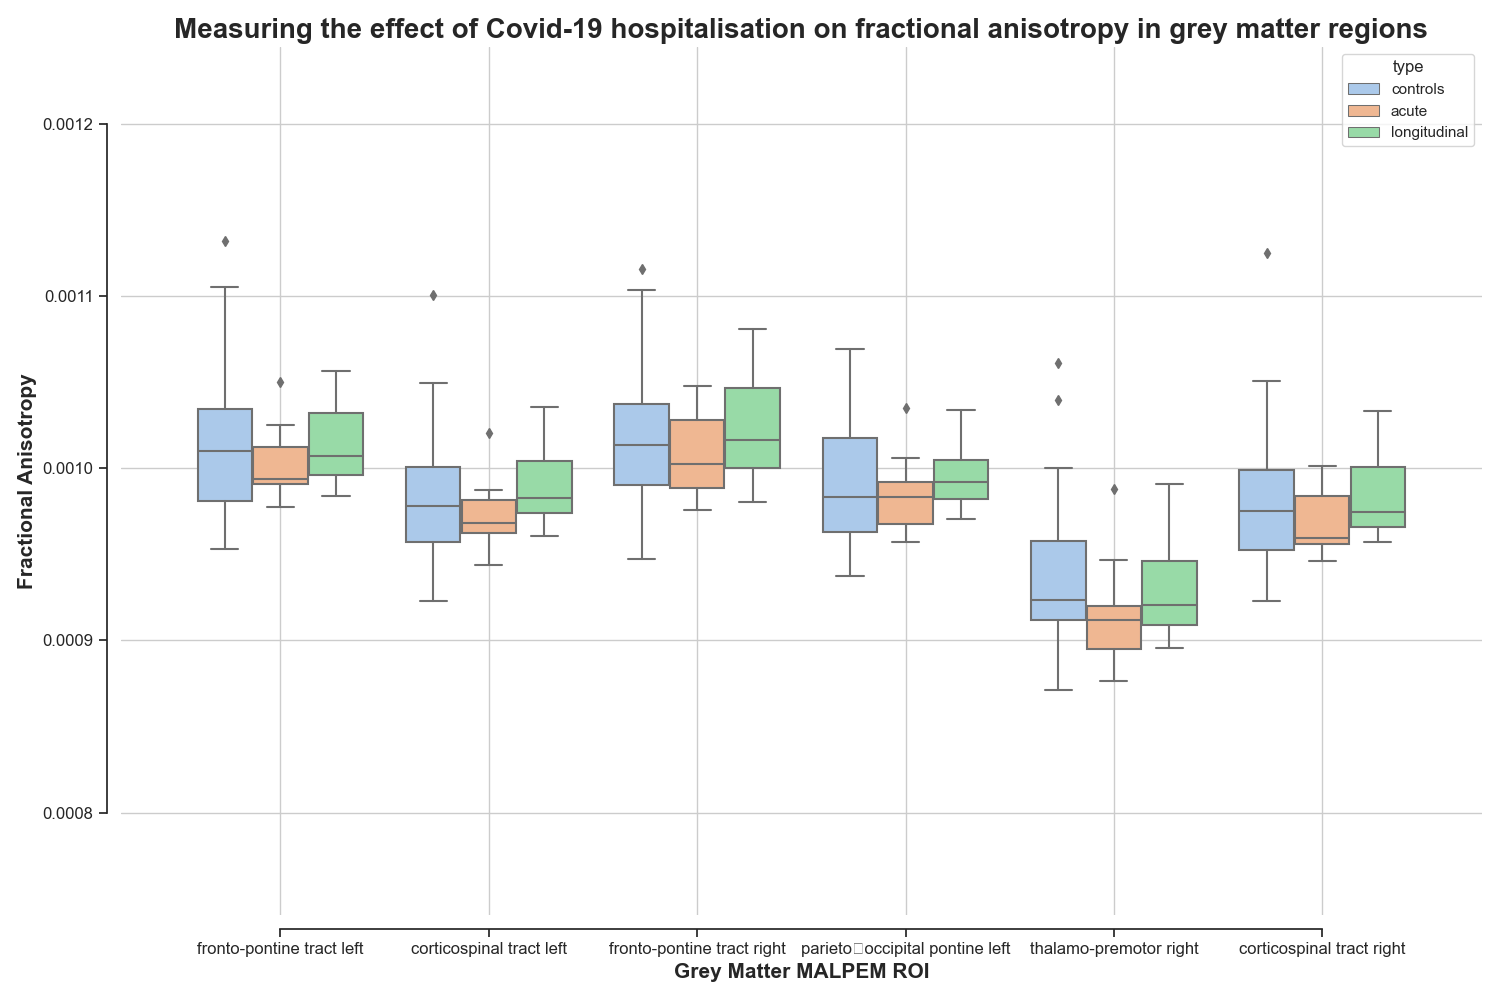 Measuring the effect of Covid-19 hospitalisation on fractional anisotropy in grey matter regions
type
controls
acute
longitudinal
0.0012
0.0011
0.0010
0.0009
0.0008
Fractional Anisotropy
fronto-pontine tract left
corticospinal tract left
fronto-pontine tract right
parieto▯occipital pontine left
thalamo-premotor right
corticospinal tract right
Grey Matter MALPEM ROI